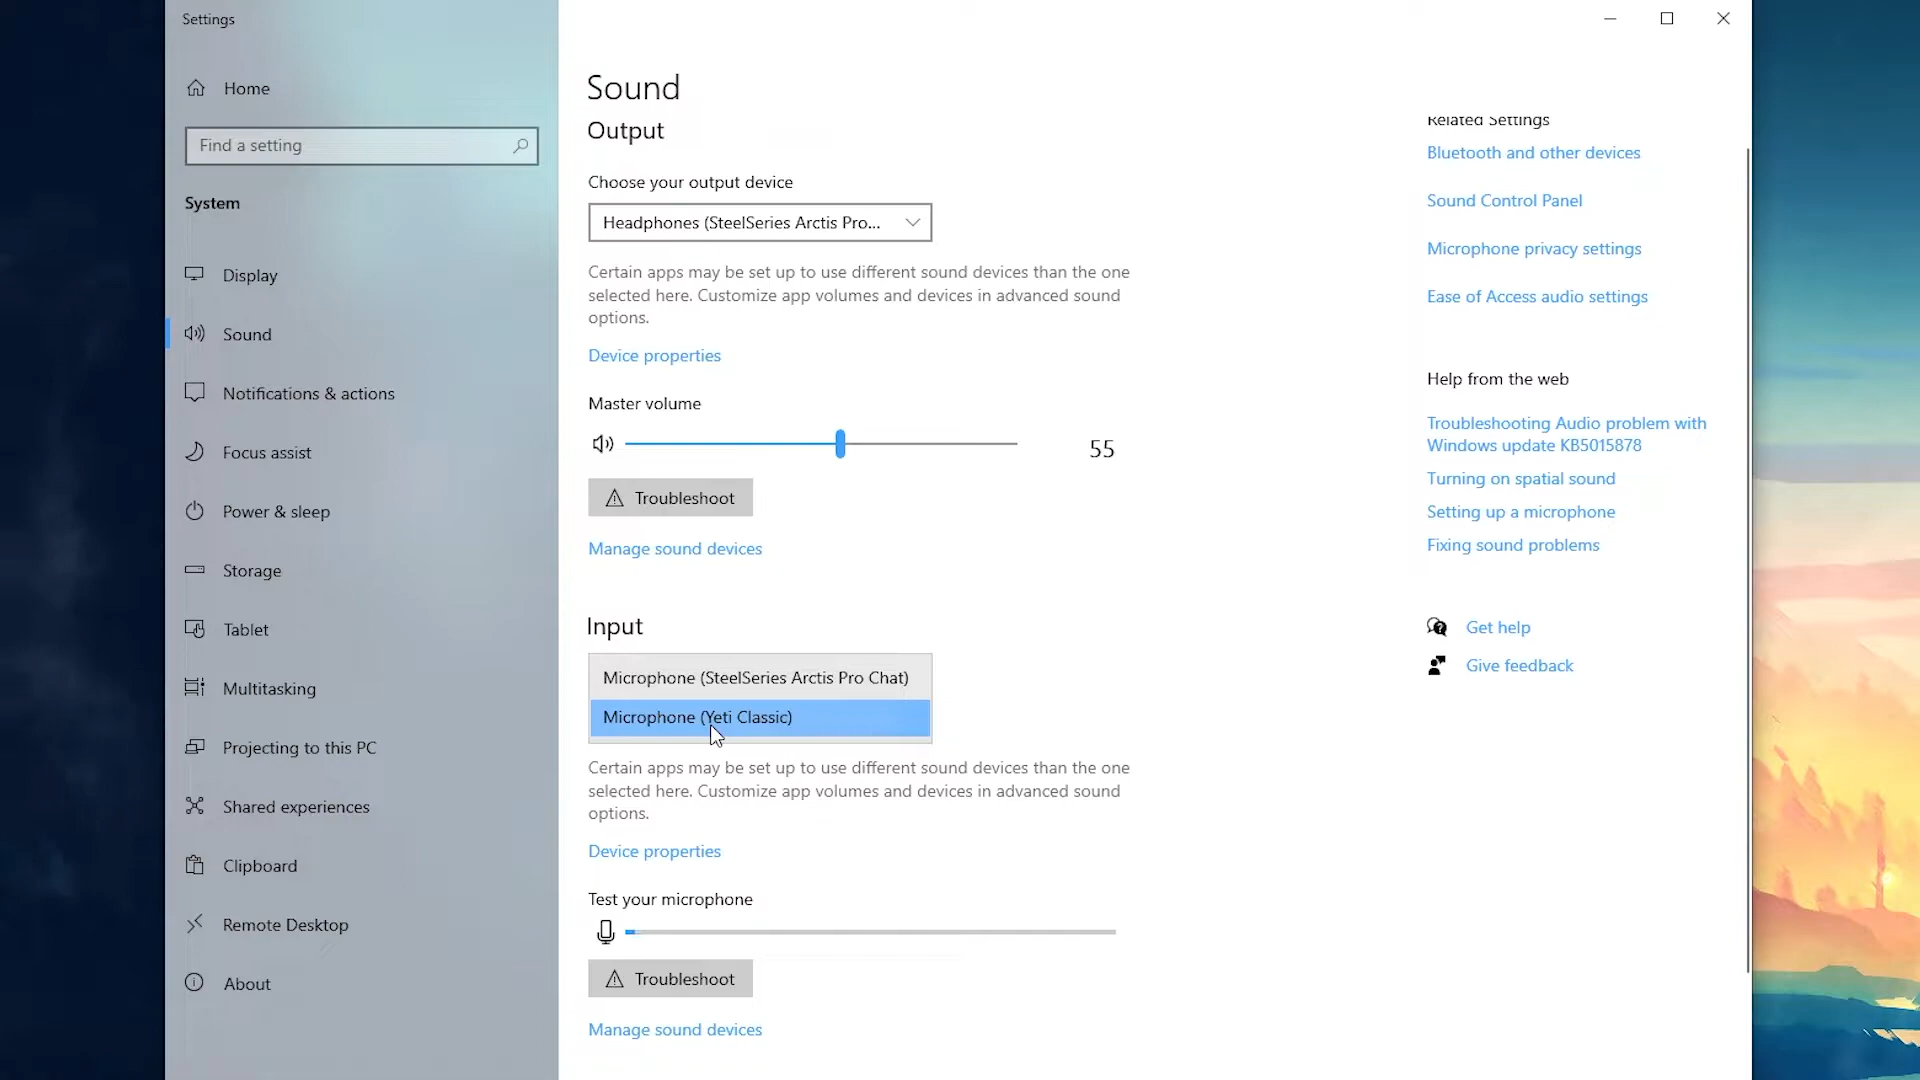 Settings
Home
Find a setting
System
Display
Sound
Notifications & actions
Focus assist
Power & sleep
Storage
Tablet
Multitasking
Projecting to this PC
Shared experiences
Clipboard
Remote Desktop
About
Sound
Output
Choose your output device
Headphones (SteelSeries Arctis Pro...
Certain apps may be set up to use different sound devices than the one
selected here. Customize app volumes and devices in advanced sound
options.
Device properties
Master volume
55
Troubleshoot
Manage sound devices
Input
Microphone (SteelSeries Arctis Pro Chat)
Microphone (Yeti Classic)
Certain apps may be set up to use different sound devices than the one
selected here. Customize app volumes and devices in advanced sound
options.
Device properties
Test your microphone
Troubleshoot
Manage sound devices
Related Settings
Bluetooth and other devices
Sound Control Panel
Microphone privacy settings
Ease of Access audio settings
Help from the web
Troubleshooting Audio problem with
Windows update KB5015878
Turning on spatial sound
Setting up a microphone
Fixing sound problems
Get help
Give feedback